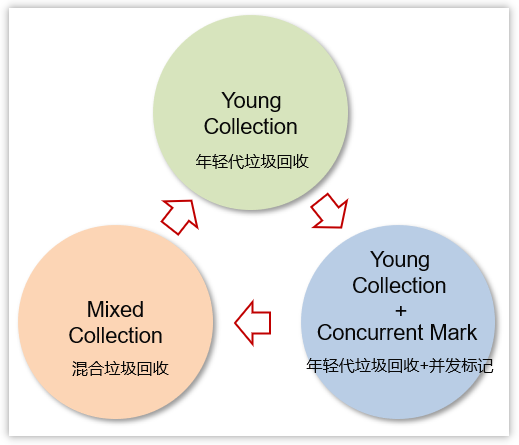 Young
Collection
年轻代垃圾回收
Young
Collection
+
Concurrent Mark
年轻代垃圾回收+并发标记
Mixed
Collection
混合垃圾回收